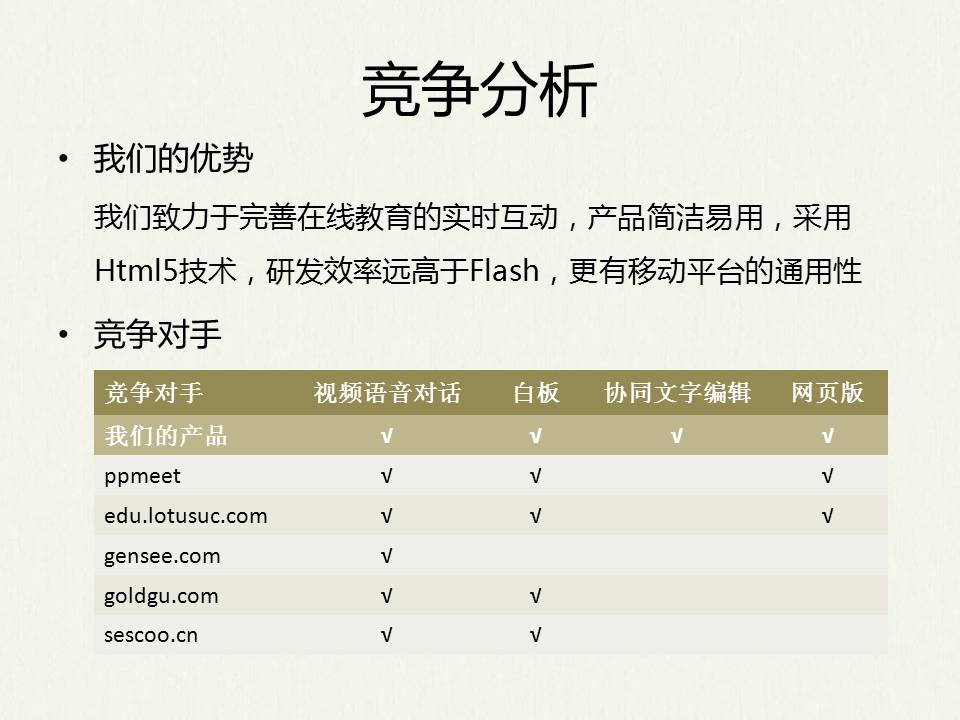 竞争分析
• 我们的优势
我们致力于完善在线教育的实时互动，产品简洁易用，采用
Html5技术，研发效率远高于Flash，更有移动平台的通用性
• 竞争对手
竞争对手 视频语音对话 白板 协同文字编辑 网页版
我们的产品 √ √ √ √
ppmeet √ √ √
edu.lotusuc.com √ √ √
gensee.com √
goldgu.com √ √
sescoo.cn √ √